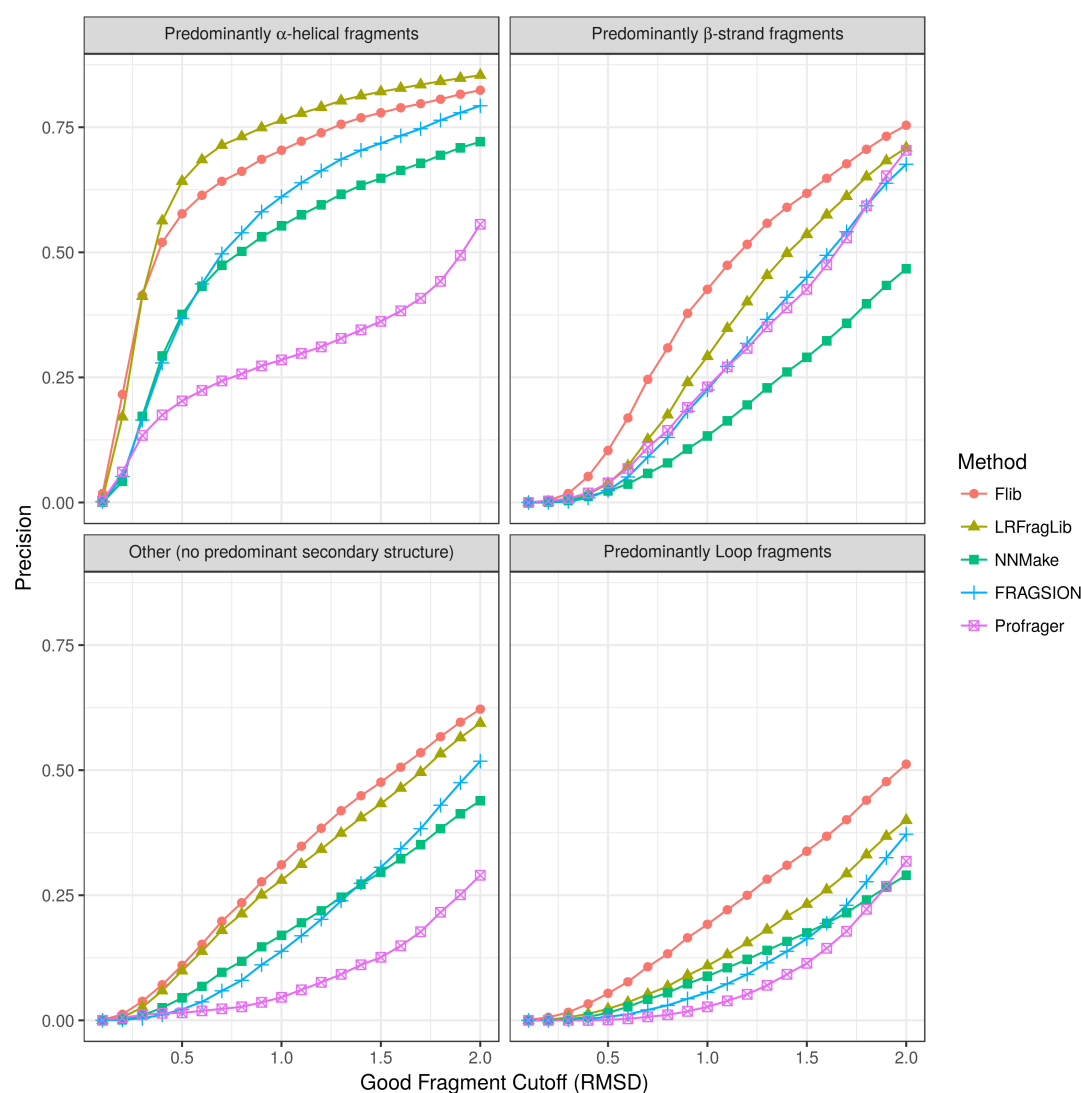 Predominantly α-helical fragments
Predominantly β-strand fragments
0.75
0.50
0.25
0.00
Other (no predominant secondary structure)
Predominantly Loop fragments
0.75
0.50
0.25
0.00
0.5 1.0 1.5 2.0
0.5 1.0 1.5 2.0
Good Fragment Cutoff (RMSD)
Precision
Method
Flib
LRFragLib
NNMake
FRAGSION
Profrager